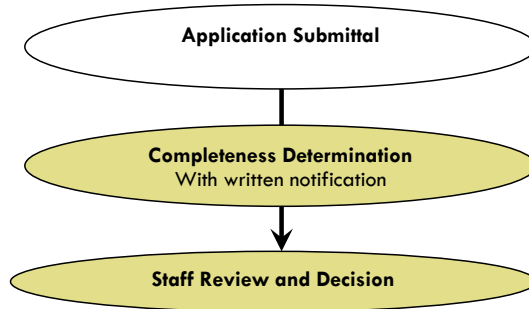 Application Submittal
Completeness Determination
With written notification
Staff Review and Decision